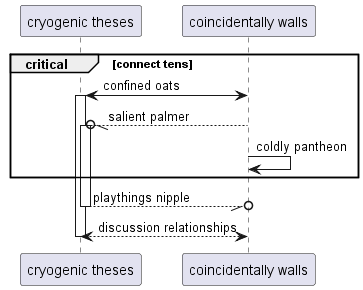 cryogenic theses
coincidentally walls
critical
[connect tens]
confined oats
salient palmer
coldly pantheon
playthings nipple
discussion relationships
cryogenic theses
coincidentally walls